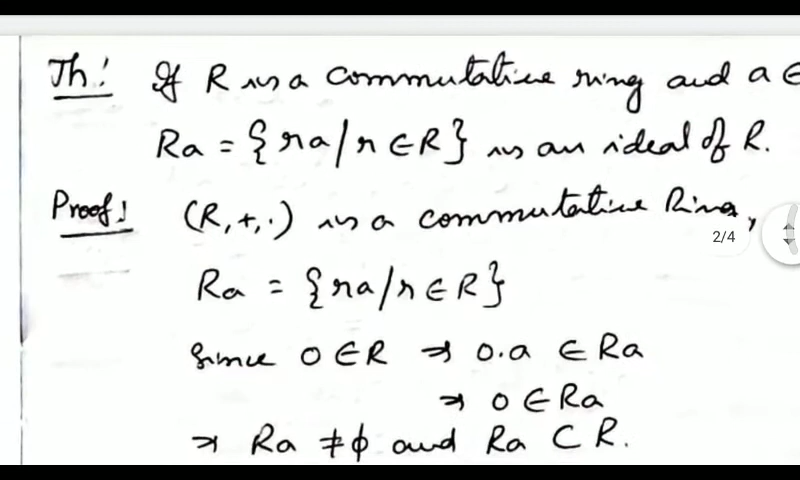 Th: If R is a commutative ring and a ∈
Ra = {ra/r ∈ R} is an ideal of R.
Proof: (R, +, ·) is a commutative Ring,
2/4
Ra = {ra/r ∈ R}
Since 0 ∈ R ⇒ 0.a ∈ Ra
⇒ 0 ∈ Ra
⇒ Ra ≠ ϕ and Ra ⊂ R.